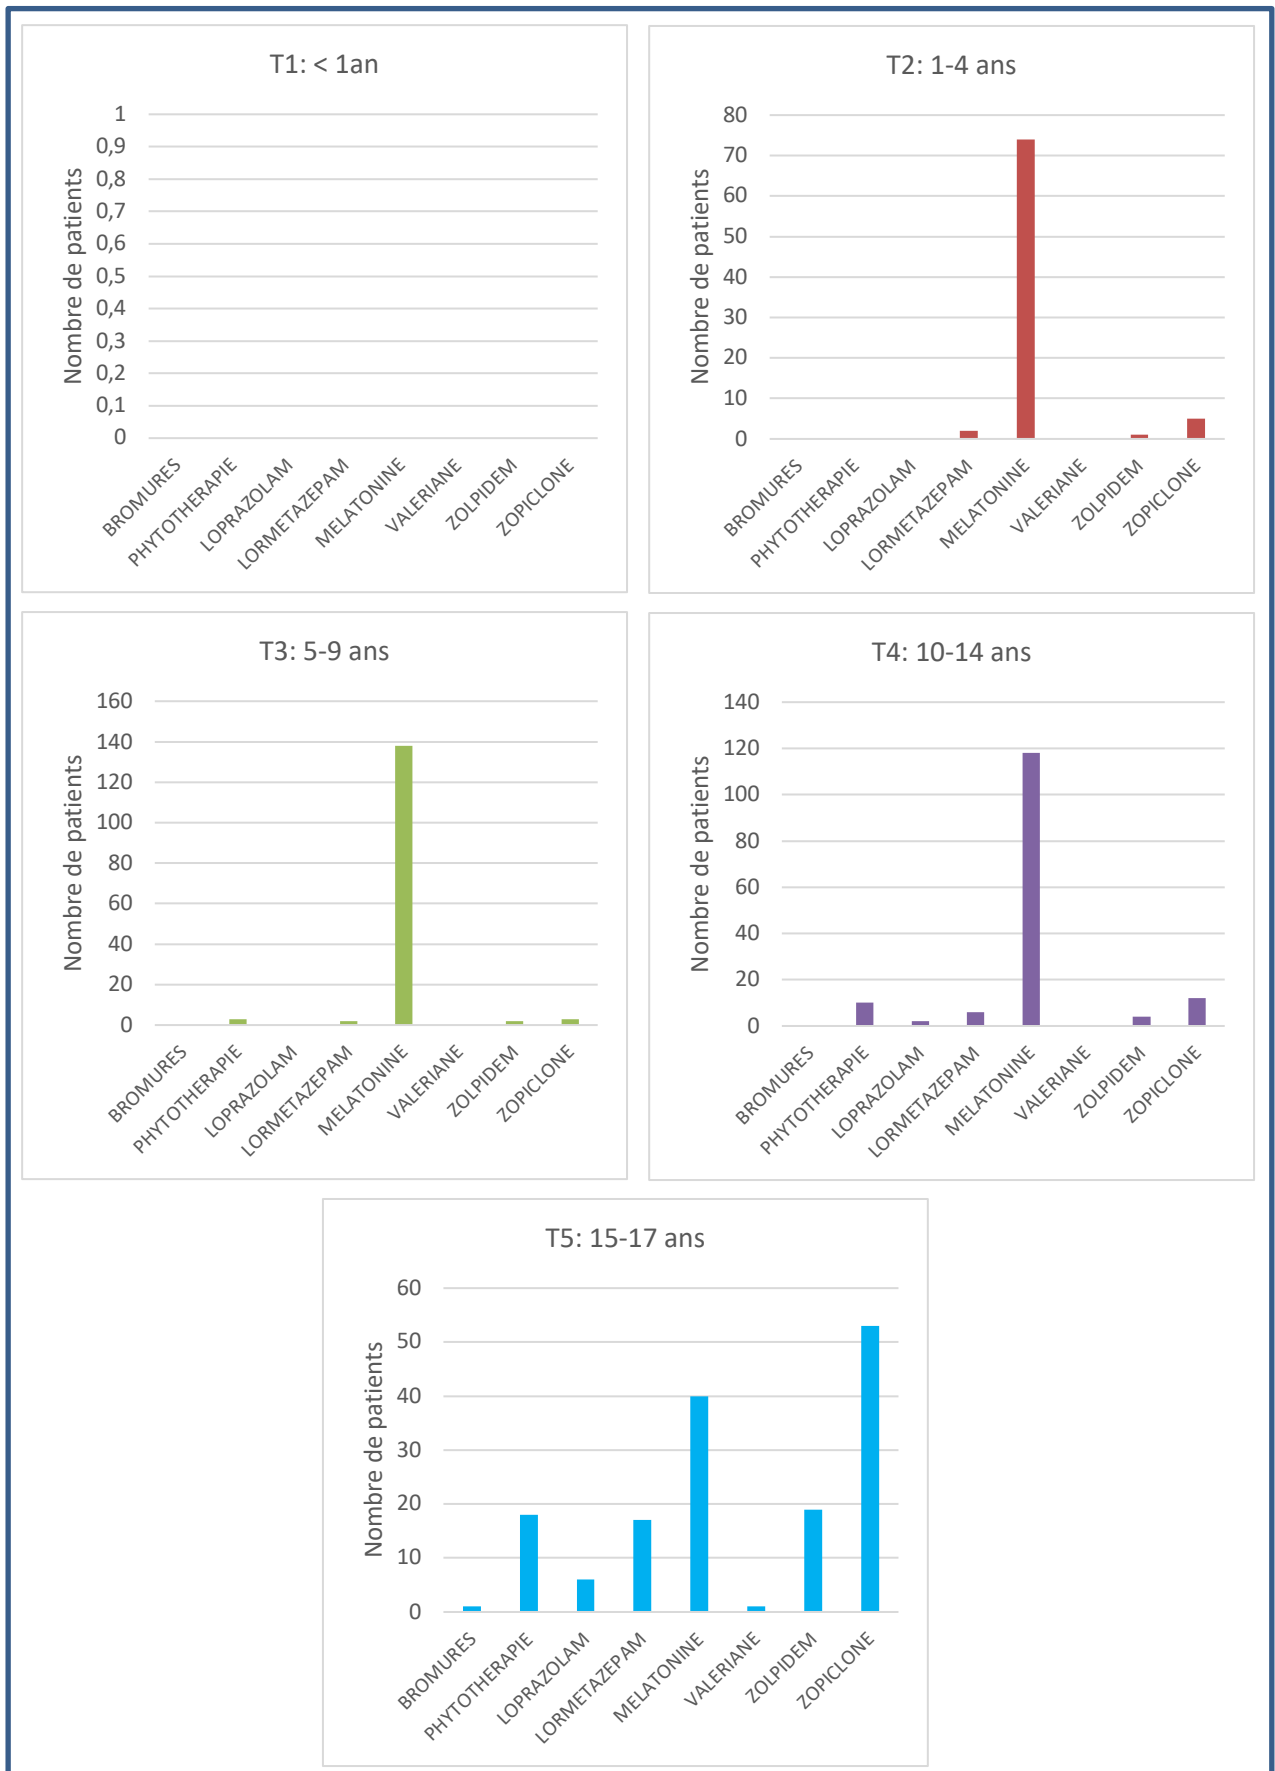 T1: < 1an
Nombre de patients
1
0,9
0,8
0,7
0,6
0,5
0,4
0,3
0,2
0,1
0
BROMURES
PHYTOTHERAPIE
LOPRAZOLAM
LORMETAZEPAM
MELATONINE
VALERIANE
ZOLPIDEM
ZOPICLONE
T2: 1-4 ans
Nombre de patients
80
70
60
50
40
30
20
10
0
BROMURES
PHYTOTHERAPIE
LOPRAZOLAM
LORMETAZEPAM
MELATONINE
VALERIANE
ZOLPIDEM
ZOPICLONE
T3: 5-9 ans
Nombre de patients
160
140
120
100
80
60
40
20
0
BROMURES
PHYTOTHERAPIE
LOPRAZOLAM
LORMETAZEPAM
MELATONINE
VALERIANE
ZOLPIDEM
ZOPICLONE
T4: 10-14 ans
Nombre de patients
140
120
100
80
60
40
20
0
BROMURES
PHYTOTHERAPIE
LOPRAZOLAM
LORMETAZEPAM
MELATONINE
VALERIANE
ZOLPIDEM
ZOPICLONE
T5: 15-17 ans
Nombre de patients
60
50
40
30
20
10
0
BROMURES
PHYTOTHERAPIE
LOPRAZOLAM
LORMETAZEPAM
MELATONINE
VALERIANE
ZOLPIDEM
ZOPICLONE